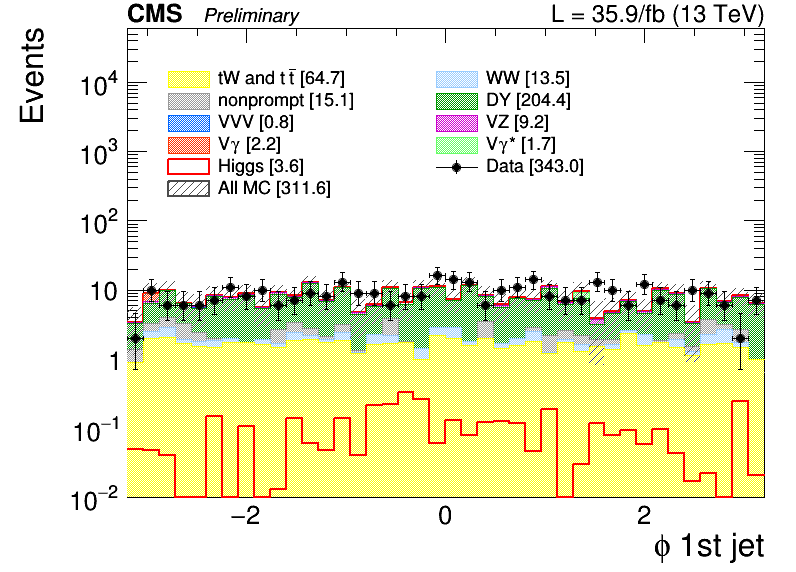 CMS Preliminary L = 35.9/fb (13 TeV)
Events
tW and t t̄ [64.7] WW [13.5]
nonprompt [15.1] DY [204.4]
VVV [0.8] VZ [9.2]
Vγ [2.2] Vγ* [1.7]
Higgs [3.6] Data [343.0]
All MC [311.6]
10⁴
10³
10²
10
1
10⁻¹
10⁻²
−2 0 2
ϕ 1st jet